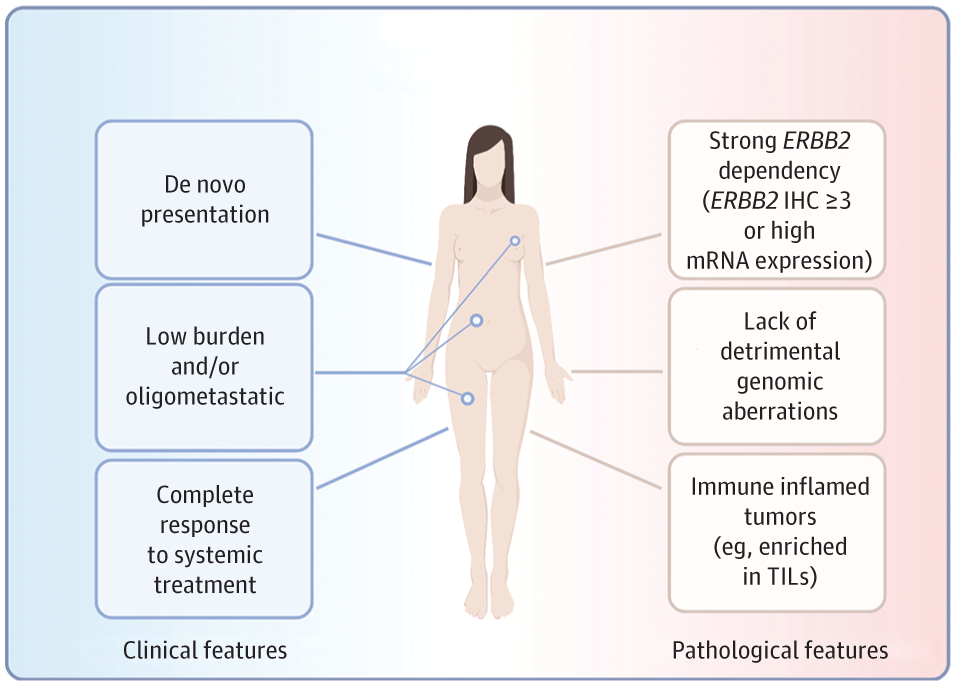 De novo
presentation
Low burden
and/or
oligometastatic
Complete
response
to systemic
treatment
Clinical features
Strong ERBB2
dependency
(ERBB2 IHC ≥3
or high
mRNA expression)
Lack of
detrimental
genomic
aberrations
Immune inflamed
tumors
(eg, enriched
in TILs)
Pathological features